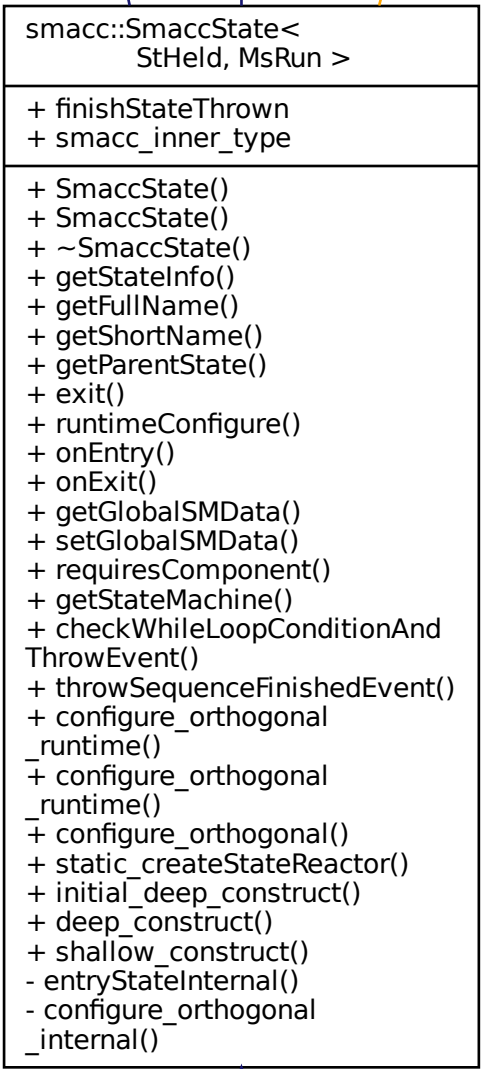 smacc::SmaccState<
StHeld, MsRun >
+ finishStateThrown
+ smacc_inner_type
+ SmaccState()
+ SmaccState()
+ ~SmaccState()
+ getStateInfo()
+ getFullName()
+ getShortName()
+ getParentState()
+ exit()
+ runtimeConfigure()
+ onEntry()
+ onExit()
+ getGlobalSMData()
+ setGlobalSMData()
+ requiresComponent()
+ getStateMachine()
+ checkWhileLoopConditionAnd
ThrowEvent()
+ throwSequenceFinishedEvent()
+ configure_orthogonal
_runtime()
+ configure_orthogonal
_runtime()
+ configure_orthogonal()
+ static_createStateReactor()
+ initial_deep_construct()
+ deep_construct()
+ shallow_construct()
- entryStateInternal()
- configure_orthogonal
_internal()